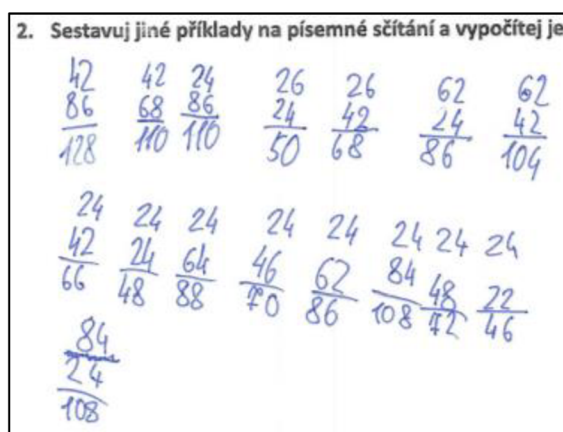 2. Sestavuj jiné příklady na písemné sčítání a vypočítej je
42 42 24 26 26 62 62
86 68 86 24 42 24 42
128 110 110 50 68 86 104
24 24 24 24 24 24 24 24
42 24 64 46 62 84 48 22
66 48 88 70 86 108 72 46
84
24
108